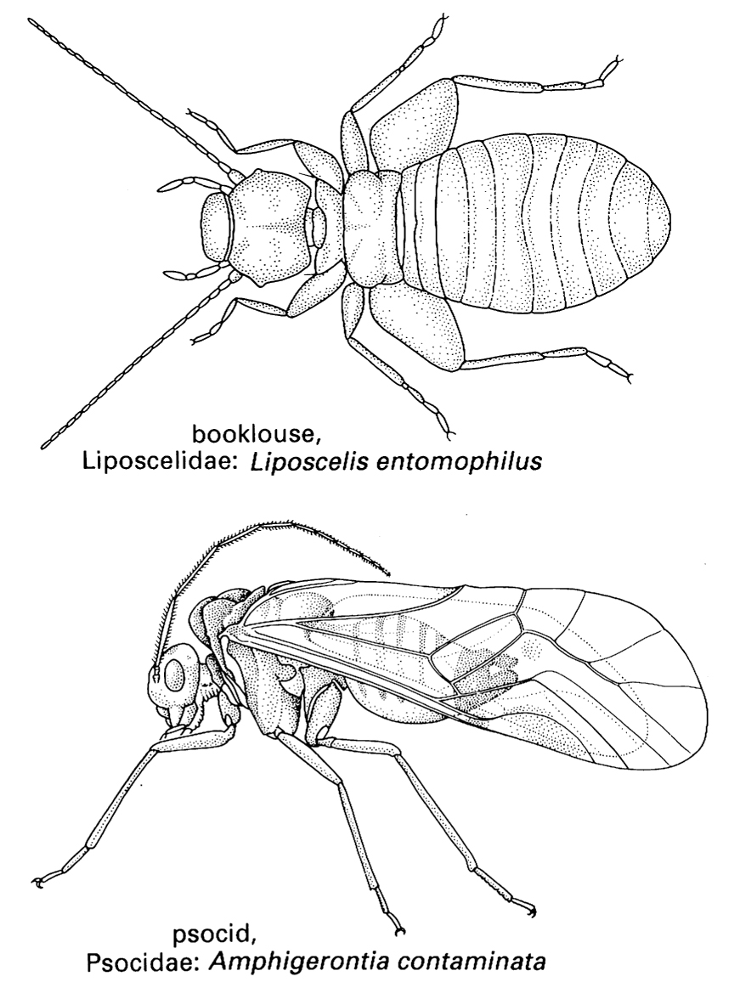 booklouse,
Liposcelidae: Liposcelis entomophilus
psocid,
Psocidae: Amphigerontia contaminata